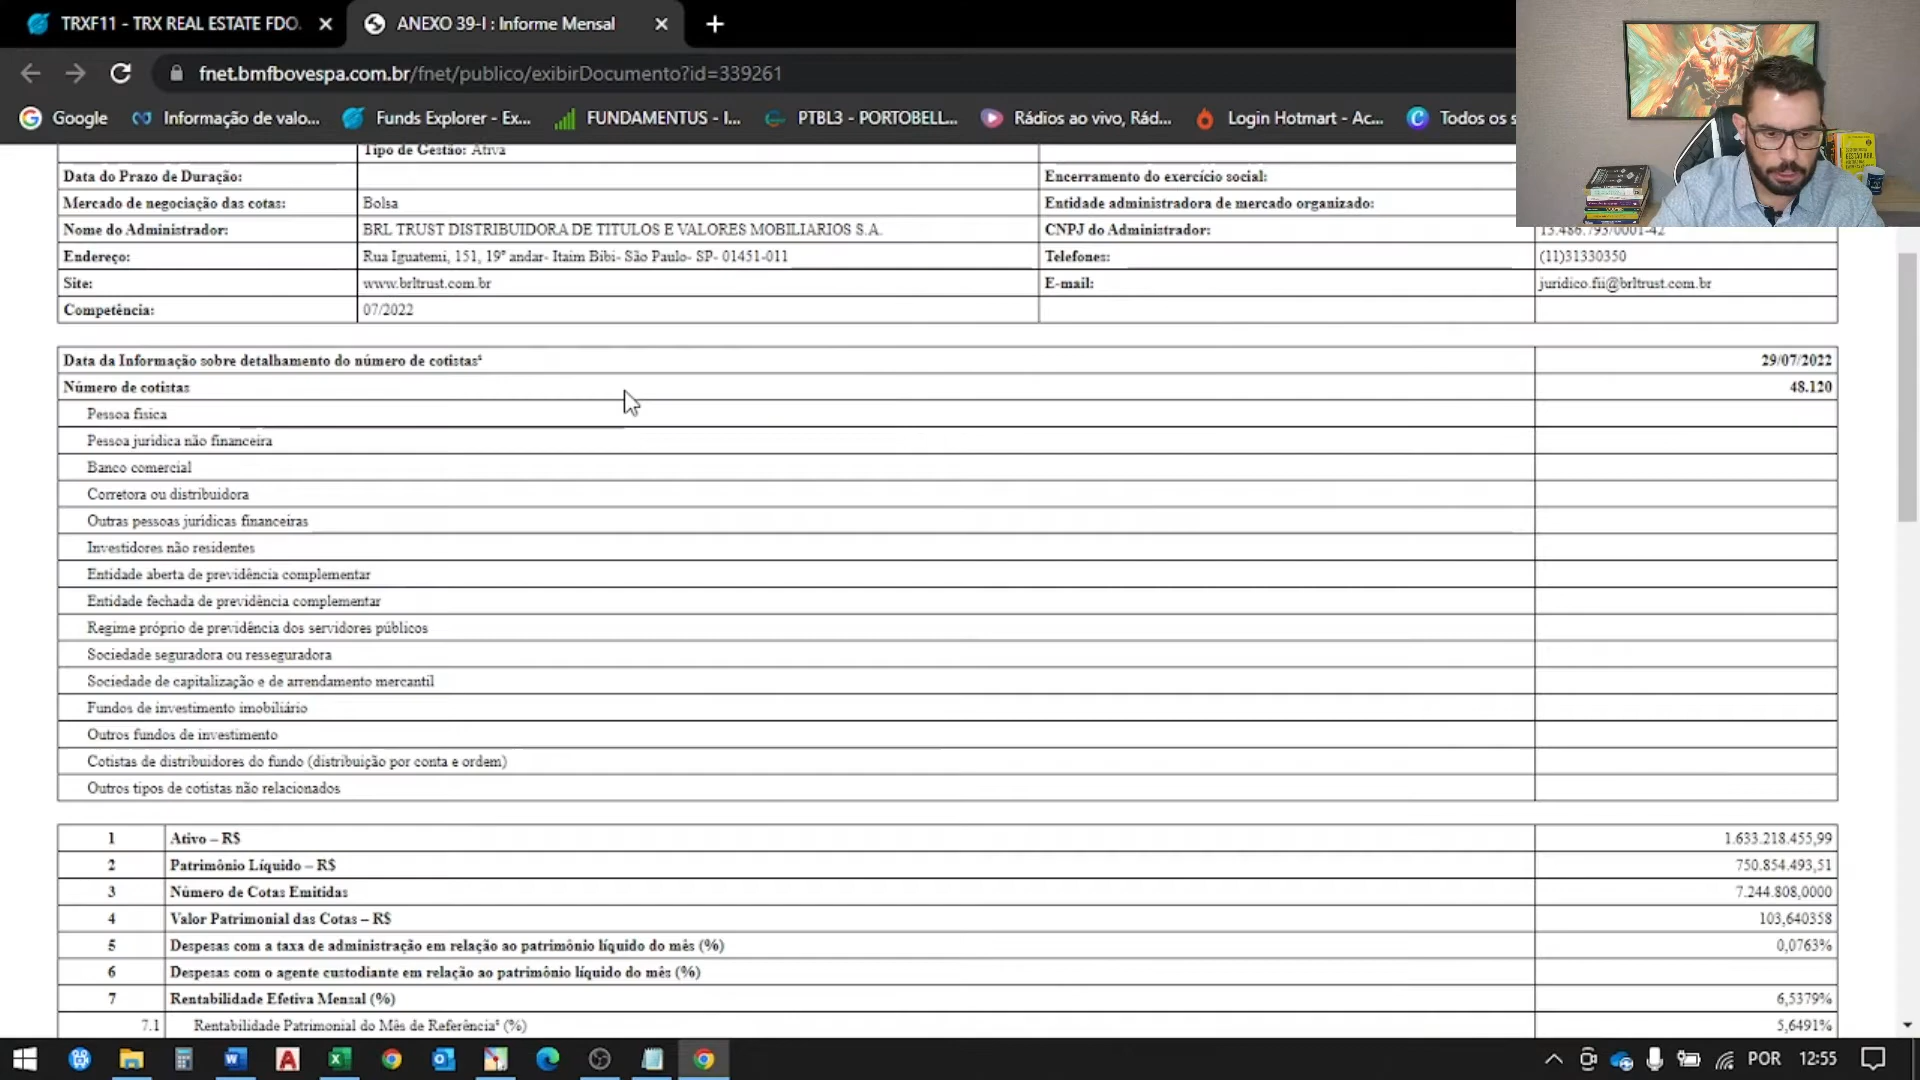 TRXF11 - TRX REAL ESTATE FDO.
ANEXO 39-I : Informe Mensal
fnet.bmfbovespa.com.br/fnet/publico/exibirDocumento?id=339261
Google
Informação de valo...
Funds Explorer - Ex...
FUNDAMENTUS - I...
PTBL3 - PORTOBELL...
Rádios ao vivo, Rád...
Login Hotmart - Ac...
Todos os s
Tipo de Gestão: Ativa
Data do Prazo de Duração:
Encerramento do exercício social:
Mercado de negociação das cotas: Bolsa
Entidade administradora de mercado organizado:
Nome do Administrador: BRL TRUST DISTRIBUIDORA DE TITULOS E VALORES MOBILIARIOS S.A.
CNPJ do Administrador: 13.486.793/0001-42
Endereço: Rua Iguatemi, 151, 19º andar- Itaim Bibi- São Paulo- SP- 01451-011
Telefones: (11)31330350
Site: www.brltrust.com.br
E-mail: juridico.fii@brltrust.com.br
Competência: 07/2022
Data da Informação sobre detalhamento do número de cotistas¹ 29/07/2022
Número de cotistas 48.120
Pessoa física
Pessoa jurídica não financeira
Banco comercial
Corretora ou distribuidora
Outras pessoas jurídicas financeiras
Investidores não residentes
Entidade aberta de previdência complementar
Entidade fechada de previdência complementar
Regime próprio de previdência dos servidores públicos
Sociedade seguradora ou resseguradora
Sociedade de capitalização e de arrendamento mercantil
Fundos de investimento imobiliário
Outros fundos de investimento
Cotistas de distribuidores do fundo (distribuição por conta e ordem)
Outros tipos de cotistas não relacionados
1 Ativo – R$ 1.633.218.455,99
2 Patrimônio Líquido – R$ 750.854.493,51
3 Número de Cotas Emitidas 7.244.808,0000
4 Valor Patrimonial das Cotas – R$ 103,640358
5 Despesas com a taxa de administração em relação ao patrimônio líquido do mês (%) 0,0763%
6 Despesas com o agente custodiante em relação ao patrimônio líquido do mês (%)
7 Rentabilidade Efetiva Mensal (%) 6,5379%
7.1 Rentabilidade Patrimonial do Mês de Referência² (%) 5,6491%
POR
12:55